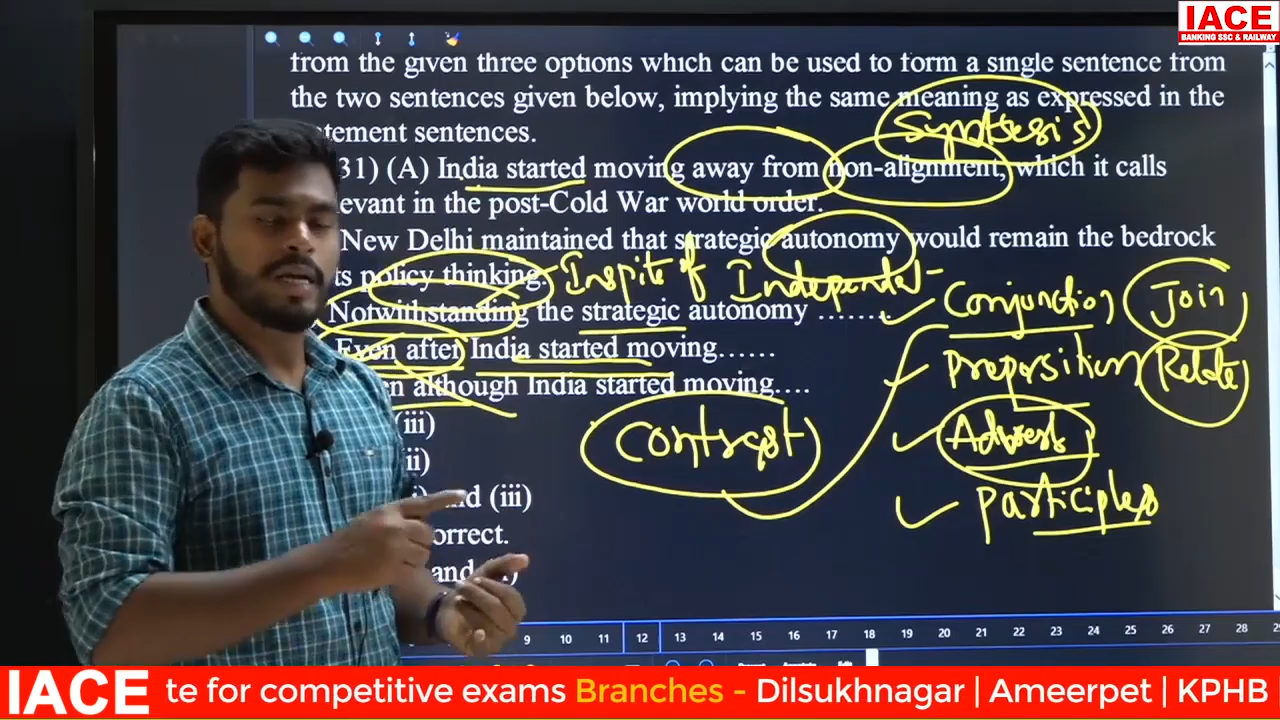 IACE
BANKING SSC & RAILWAY
from the given three options which can be used to form a single sentence from
the two sentences given below, implying the same meaning as expressed in the
tatement sentences.
Synthesis
31) (A) India started moving away from non-alignment, which it calls
levant in the post-Cold War world order.
New Delhi maintained that strategic autonomy would remain the bedrock
ts policy thinking.
Inspite of Independent
Notwithstanding the strategic autonomy ........
Conjunction Join
Even after India started moving......
Preposition Relate
en although India started moving....
(iii)
Contrast
Adverb
ii)
i) and (iii)
Participles
orrect.
and
9 10 11 12 13 14 15 16 17 18 19 20 21 22 23 24 25 26 27 28
IACE te for competitive exams Branches - Dilsukhnagar | Ameerpet | KPHB